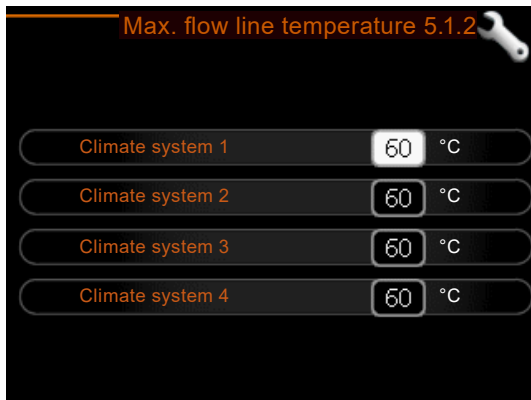 Max. flow line temperature 5.1.2
Climate system 1 60 °C
Climate system 2 60 °C
Climate system 3 60 °C
Climate system 4 60 °C